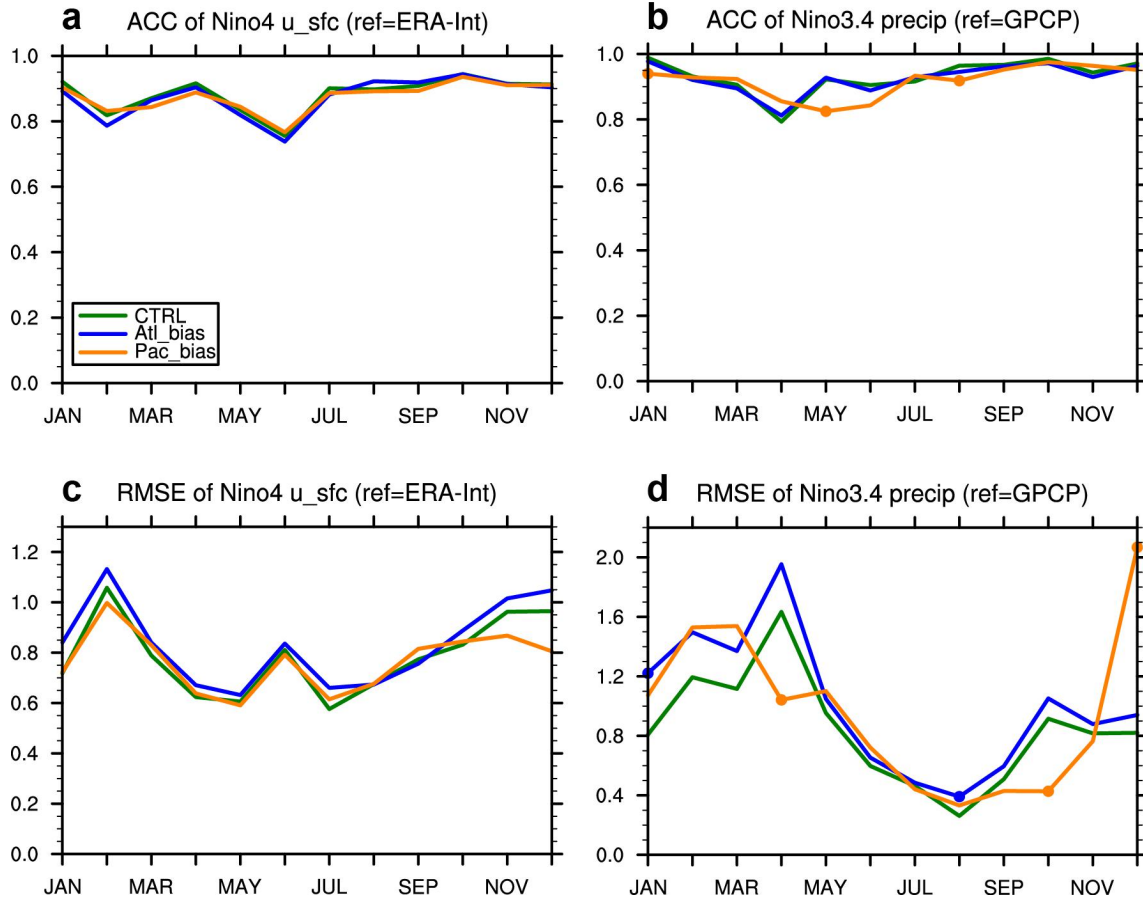 a ACC of Nino4 u_sfc (ref=ERA-Int)
1.0
0.8
0.6
0.4
0.2
0.0
CTRL
Atl_bias
Pac_bias
JAN MAR MAY JUL SEP NOV
b ACC of Nino3.4 precip (ref=GPCP)
1.0
0.8
0.6
0.4
0.2
0.0
JAN MAR MAY JUL SEP NOV
c RMSE of Nino4 u_sfc (ref=ERA-Int)
1.2
1.0
0.8
0.6
0.4
0.2
0.0
JAN MAR MAY JUL SEP NOV
d RMSE of Nino3.4 precip (ref=GPCP)
2.0
1.6
1.2
0.8
0.4
0.0
JAN MAR MAY JUL SEP NOV